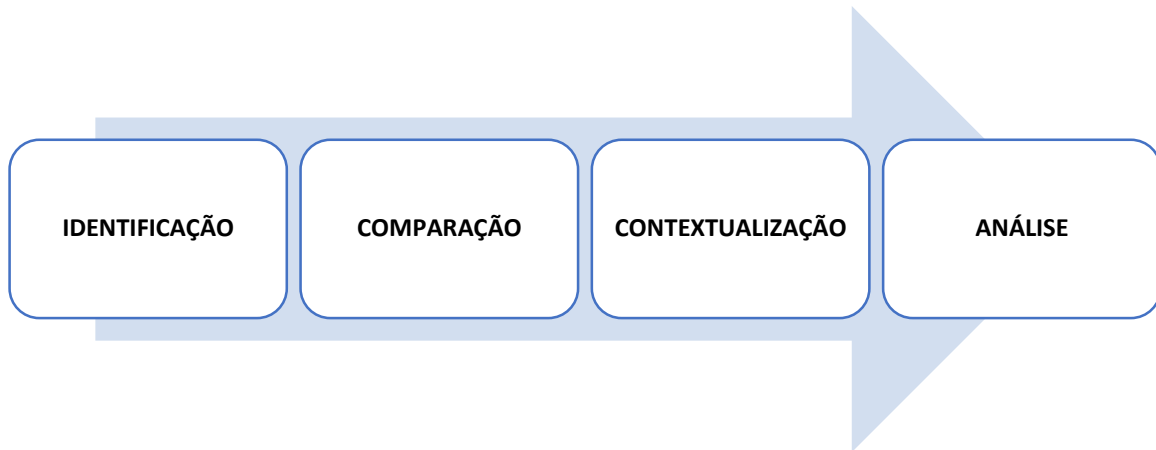 IDENTIFICAÇÃO
COMPARAÇÃO
CONTEXTUALIZAÇÃO
ANÁLISE